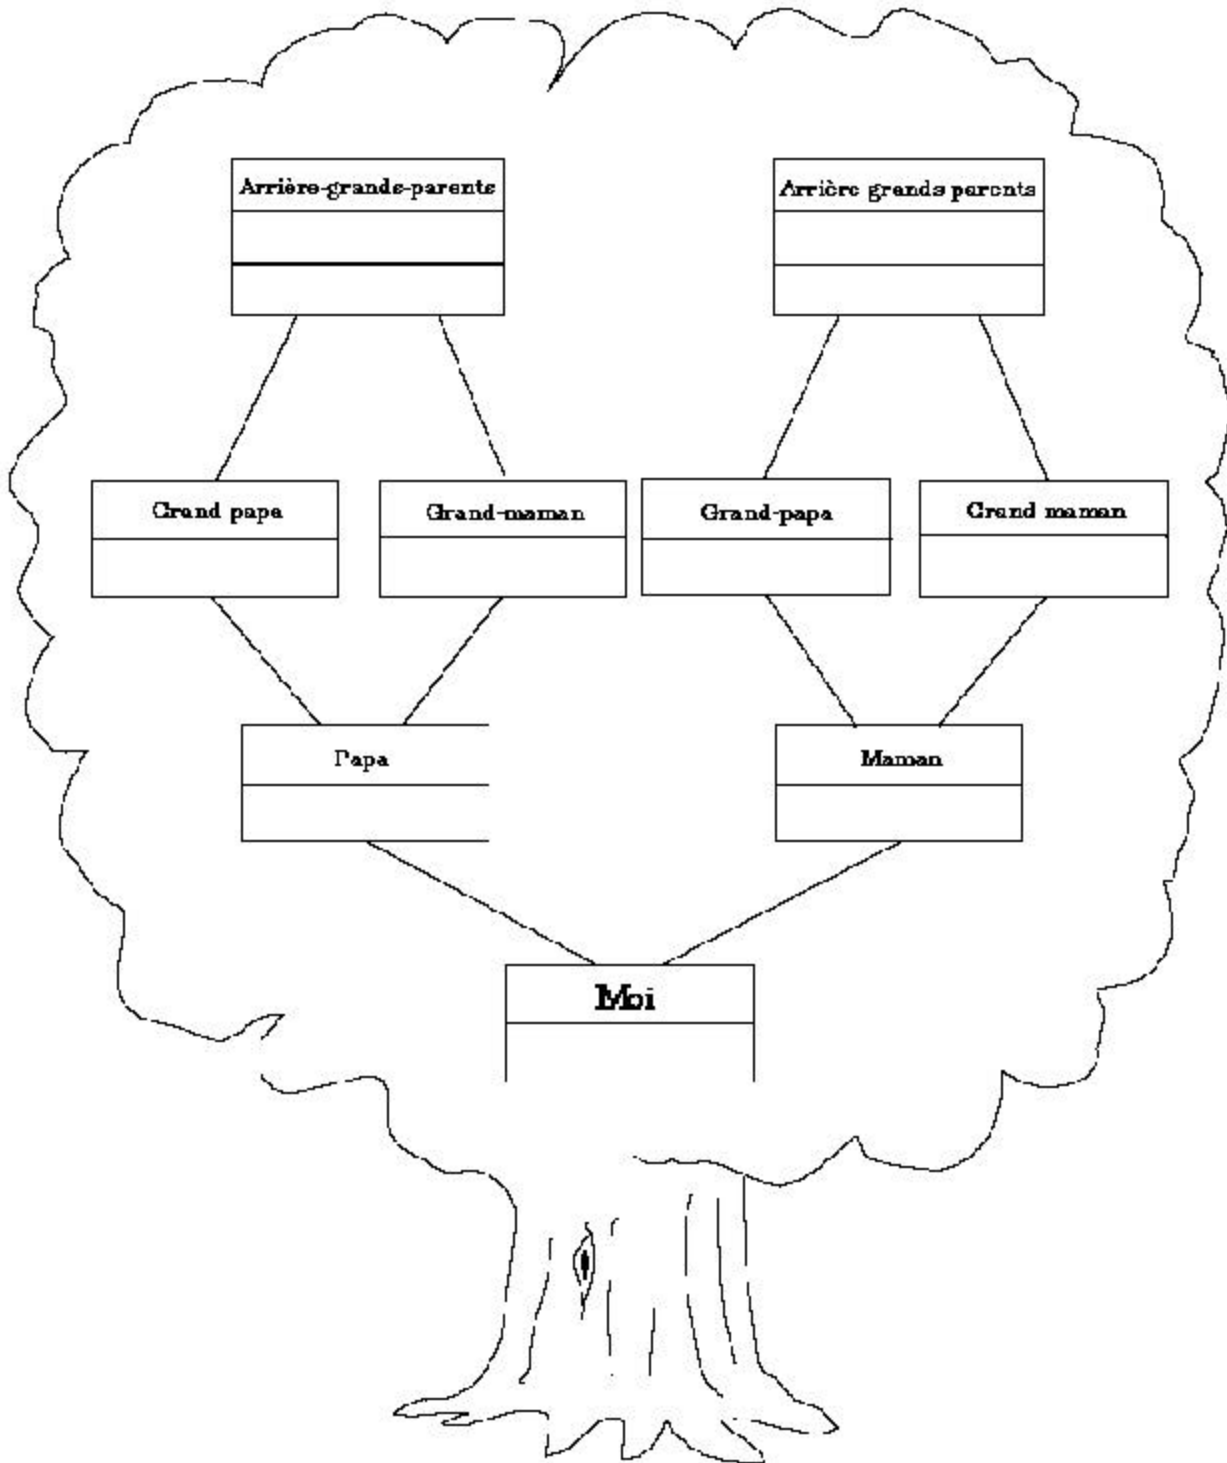 Arrière-grands-parents
Arrière grands parents
Grand papa
Grand-maman
Grand-papa
Grand maman
Papa
Maman
Moi